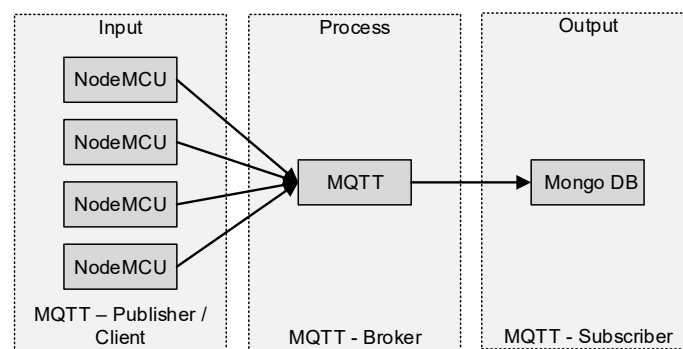 Input
NodeMCU
NodeMCU
NodeMCU
NodeMCU
MQTT – Publisher /
Client
Process
MQTT
MQTT - Broker
Output
Mongo DB
MQTT - Subscriber